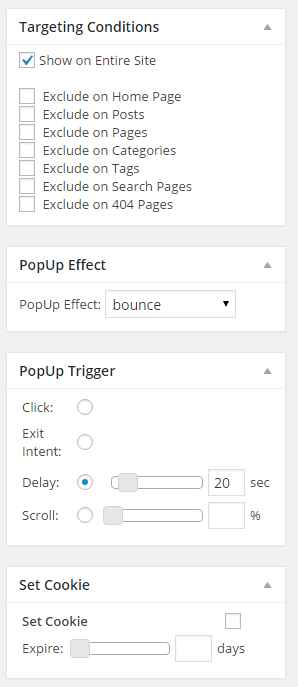 Targeting Conditions
Show on Entire Site
Exclude on Home Page
Exclude on Posts
Exclude on Pages
Exclude on Categories
Exclude on Tags
Exclude on Search Pages
Exclude on 404 Pages
PopUp Effect
PopUp Effect: bounce
PopUp Trigger
Click:
Exit
Intent:
Delay: 20 sec
Scroll: %
Set Cookie
Set Cookie
Expire: days